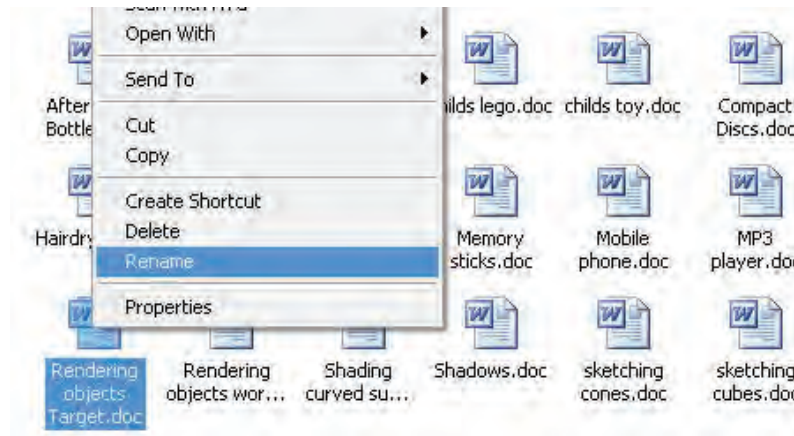 Open With
Send To
After
Bottle
Cut
Copy
Create Shortcut
Delete
Rename
Properties
lego.doc
childs toy.doc
Compact
Discs.doc
Hairdry
Memory
sticks.doc
Mobile
phone.doc
MP3
player.do
Rendering
objects
Target.doc
Rendering
objects wor...
Shading
curved su...
Shadows.doc
sketching
cones.doc
sketching
cubes.doc